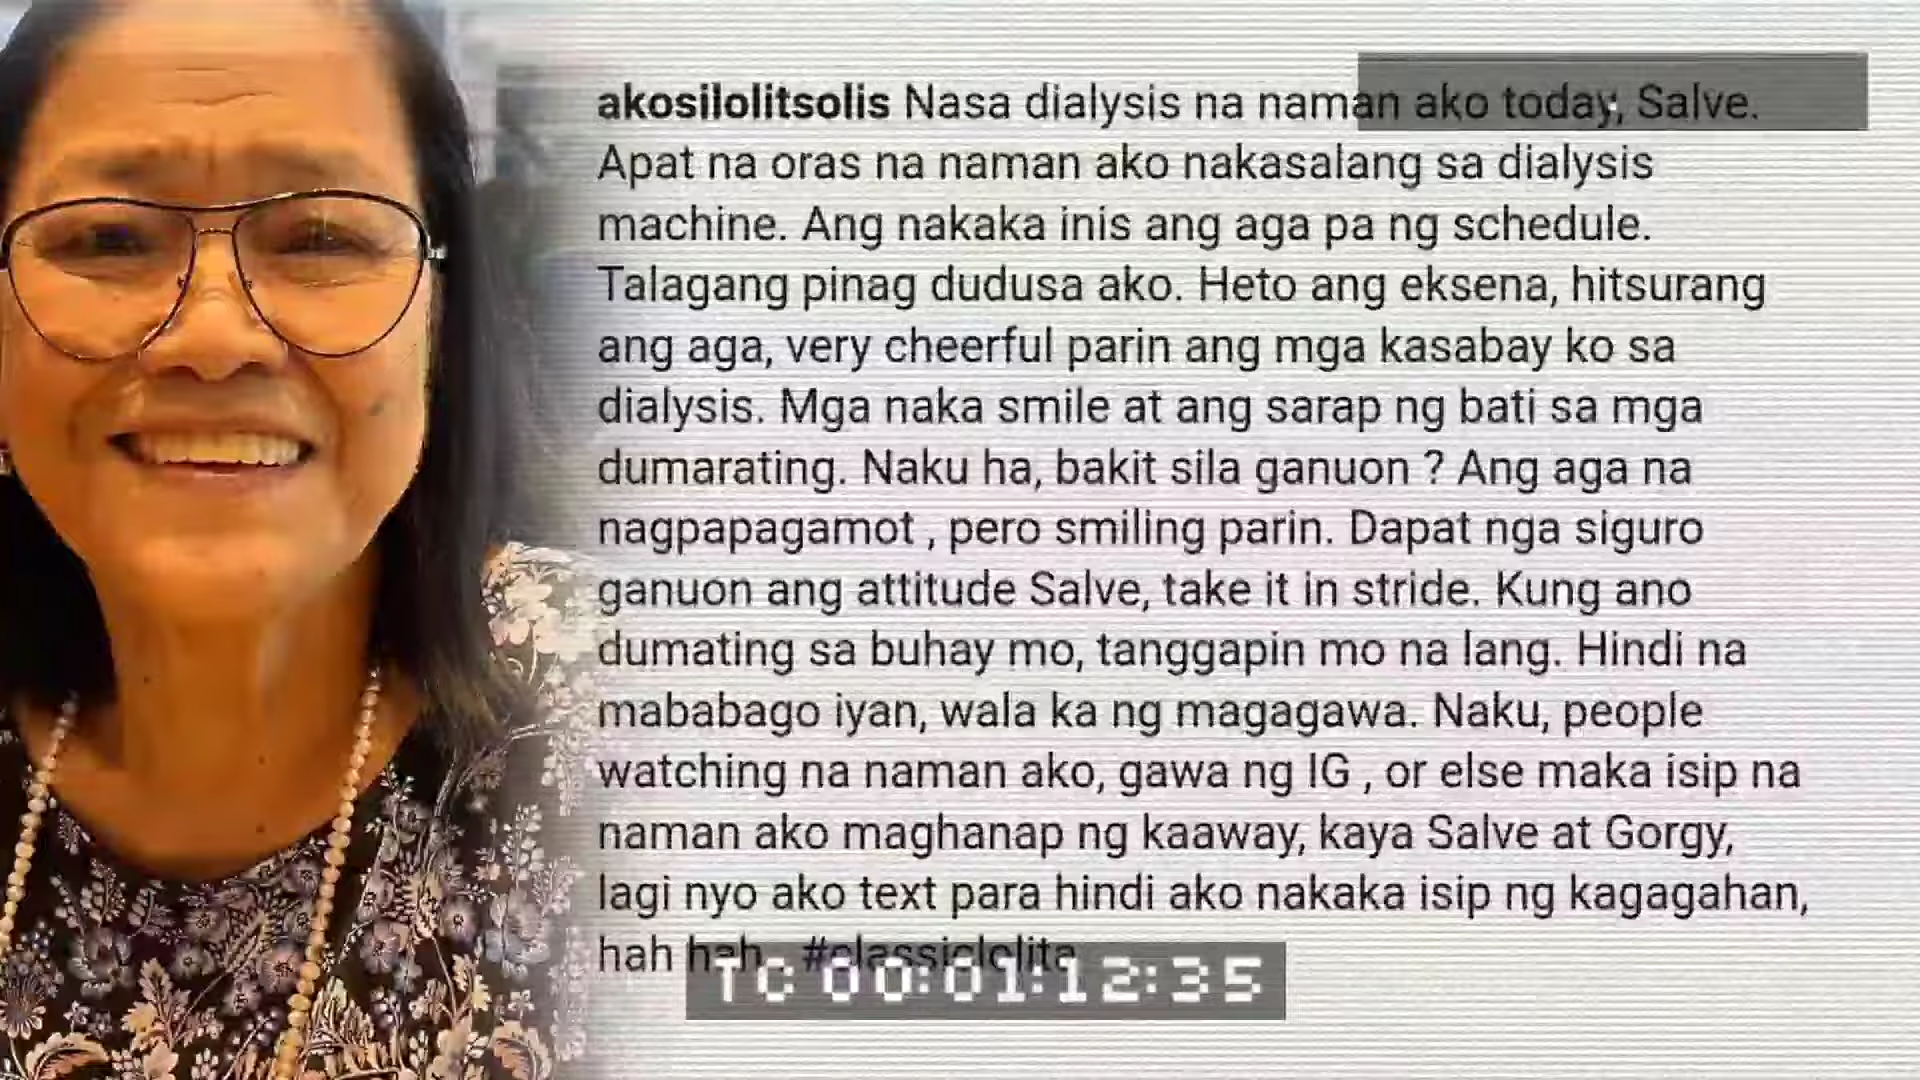 akosilolitsolis Nasa dialysis na naman ako today, Salve.
Apat na oras na naman ako nakasalang sa dialysis
machine. Ang nakaka inis ang aga pa ng schedule.
Talagang pinag dudusa ako. Heto ang eksena, hitsurang
ang aga, very cheerful parin ang mga kasabay ko sa
dialysis. Mga naka smile at ang sarap ng bati sa mga
dumarating. Naku ha, bakit sila ganuon ? Ang aga na
nagpapagamot , pero smiling parin. Dapat nga siguro
ganuon ang attitude Salve, take it in stride. Kung ano
dumating sa buhay mo, tanggapin mo na lang. Hindi na
mababago iyan, wala ka ng magagawa. Naku, people
watching na naman ako, gawa ng IG , or else maka isip na
naman ako maghanap ng kaaway, kaya Salve at Gorgy,
lagi nyo ako text para hindi ako nakaka isip ng kagagahan,
hah hah. #classiclolita
TC 00:01:12:35